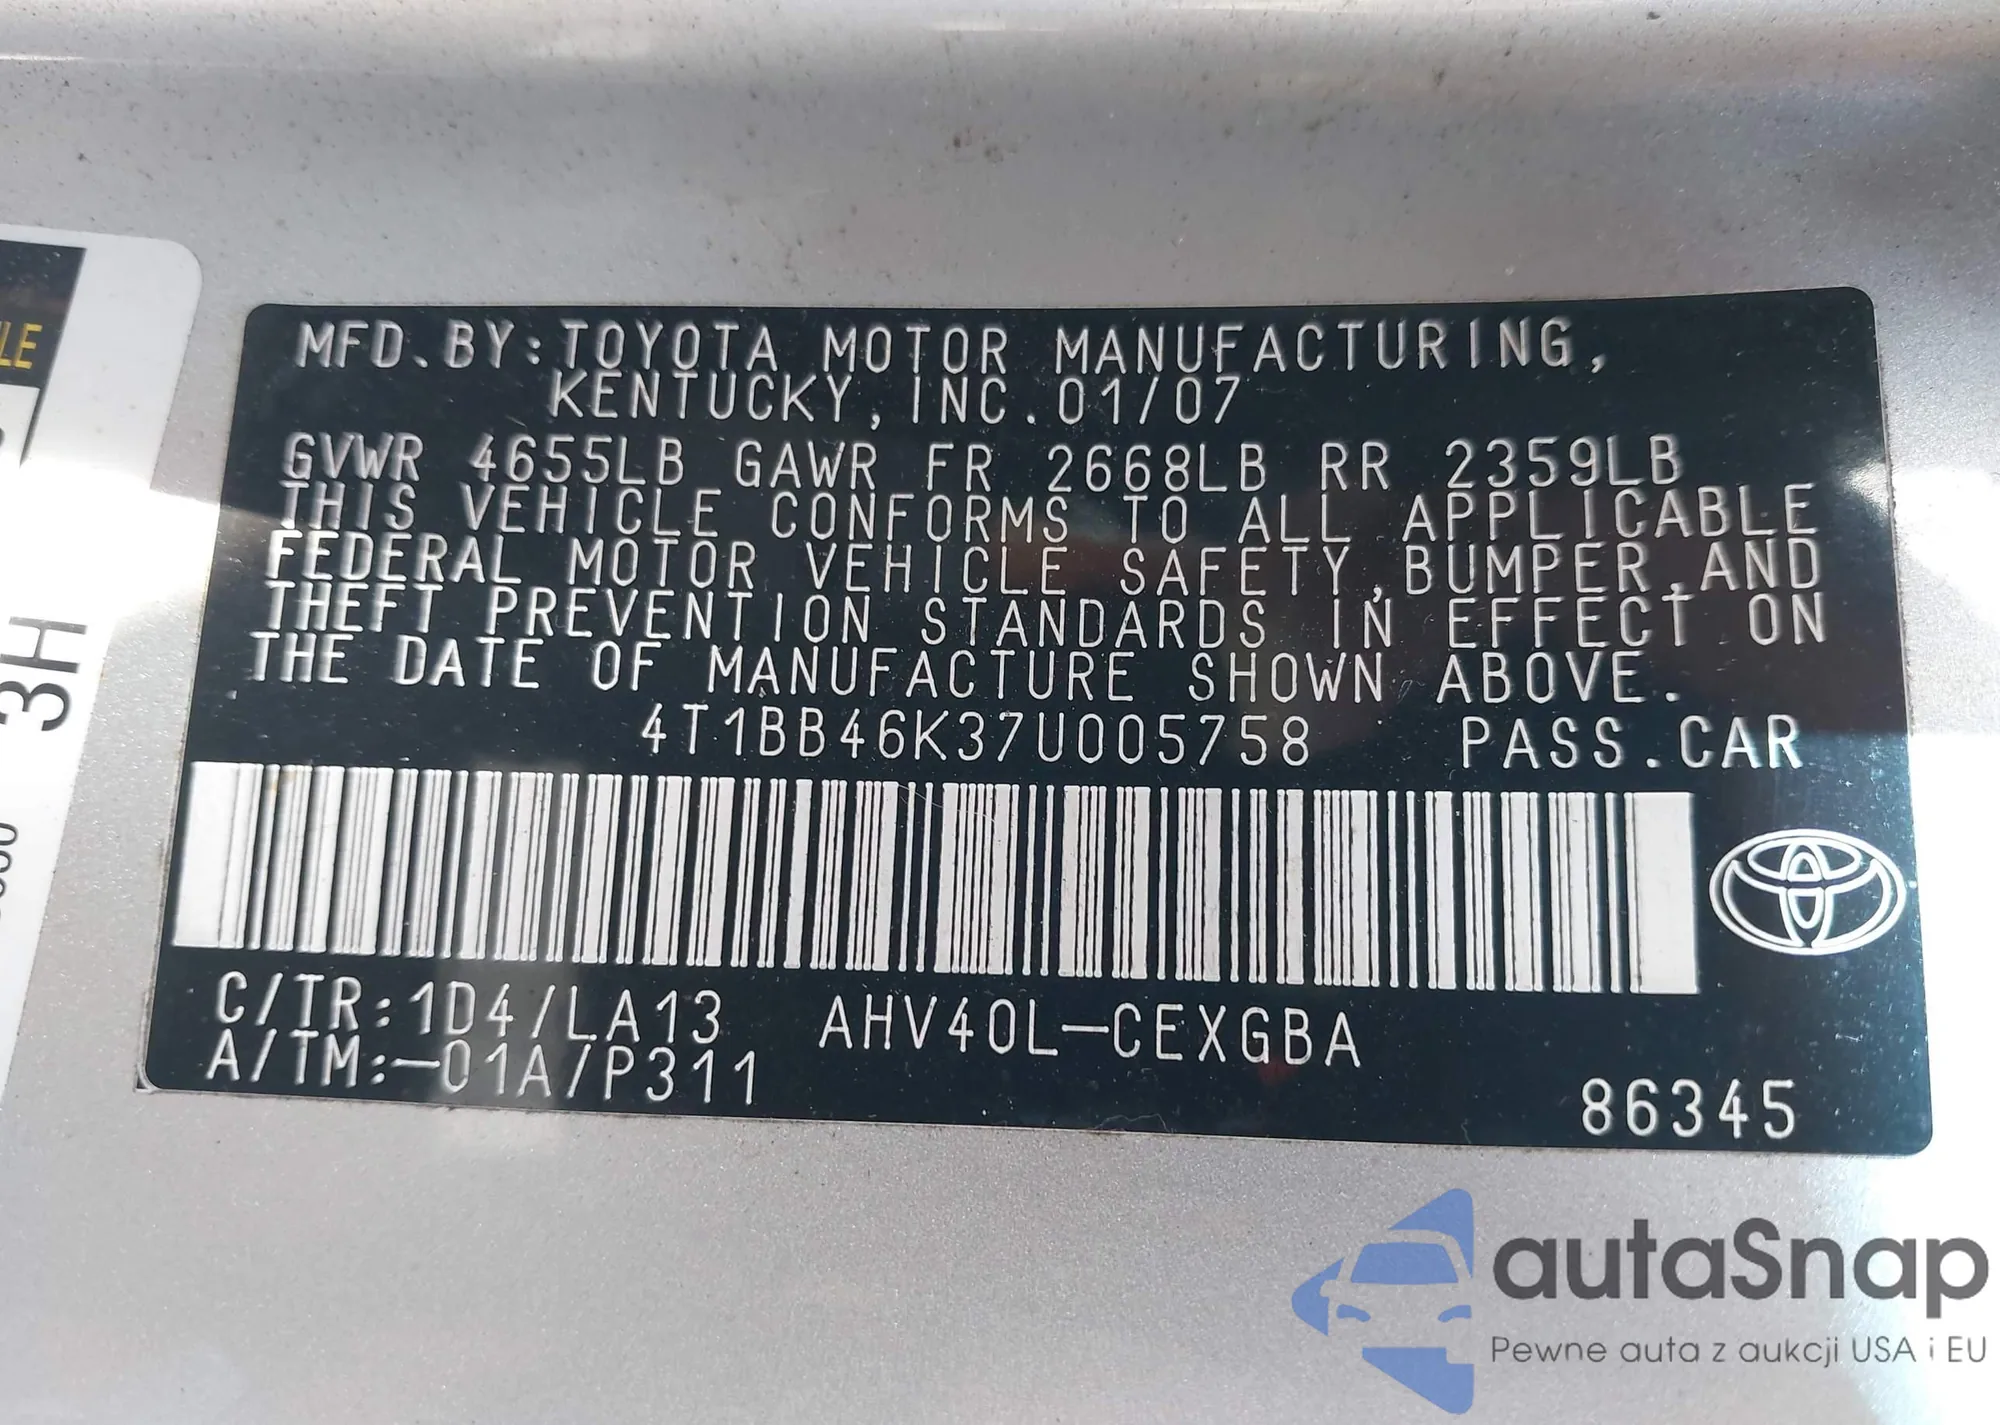 LE
3H
MFD.BY:TOYOTA MOTOR MANUFACTURING,
KENTUCKY,INC.01/07
GVWR 4655LB GAWR FR 2668LB RR 2359LB
THIS VEHICLE CONFORMS TO ALL APPLICABLE
FEDERAL MOTOR VEHICLE SAFETY,BUMPER,AND
THEFT PREVENTION STANDARDS IN EFFECT ON
THE DATE OF MANUFACTURE SHOWN ABOVE.
4T1BB46K37U005758 PASS.CAR
C/TR:1D4/LA13 AHV40L-CEXGBA
A/TM:-01A/P311
86345
autaSnap
Pewne auta z aukcji USA i EU